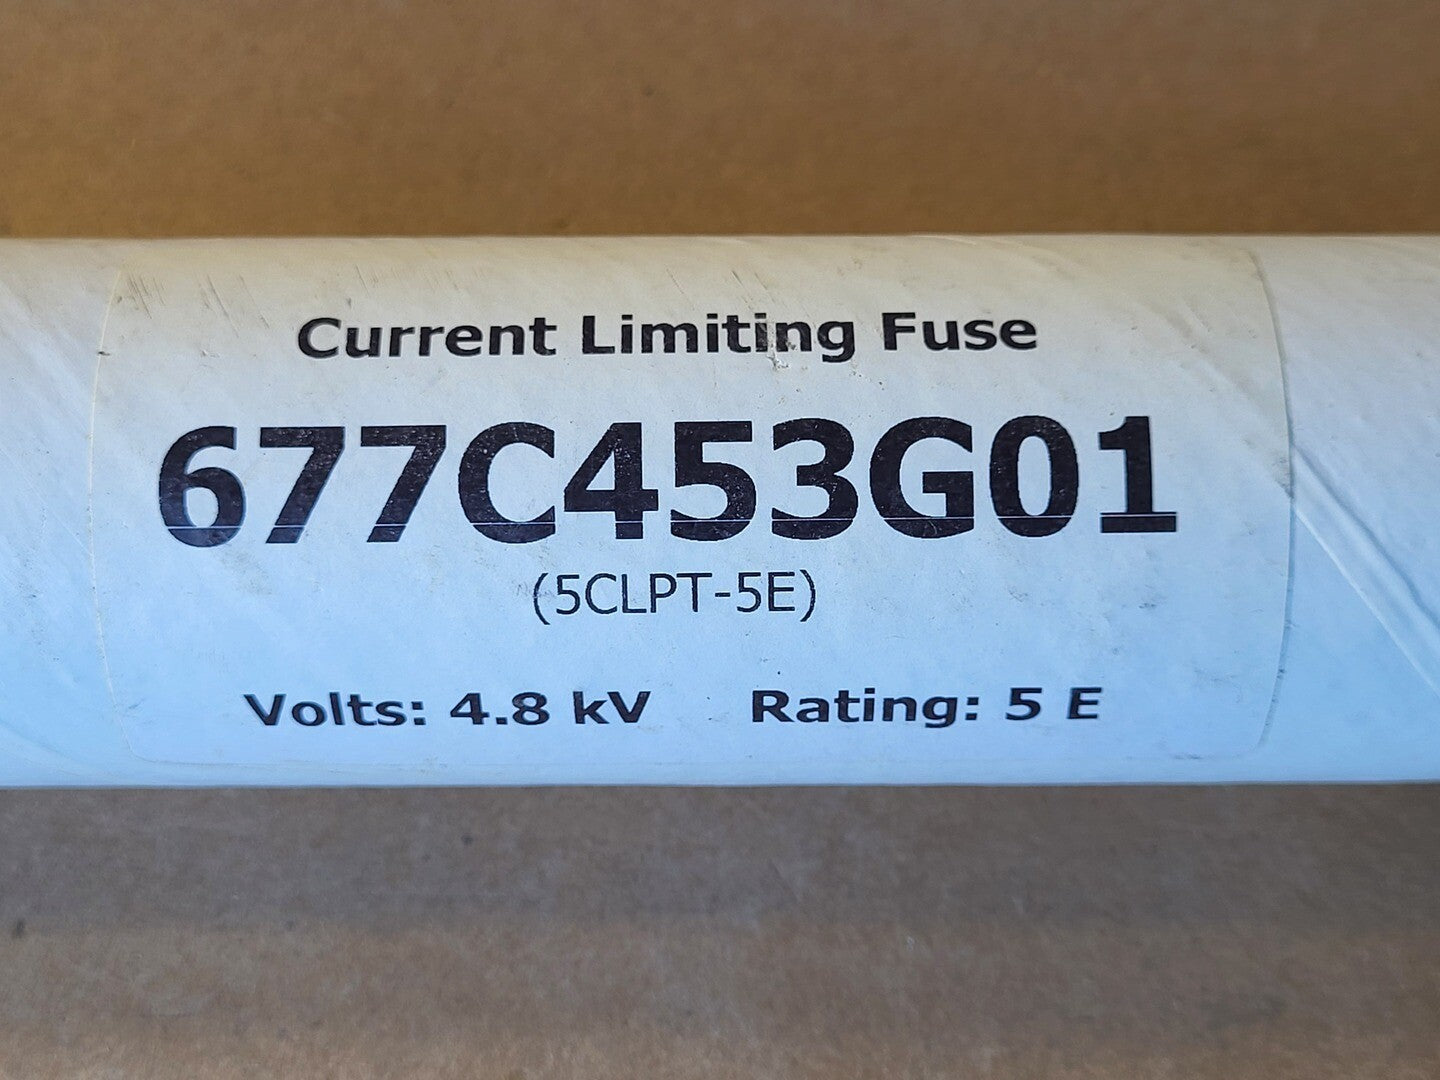 Current Limiting Fuse
677C453G01
(5CLPT-5E)
Volts: 4.8 kV Rating: 5 E